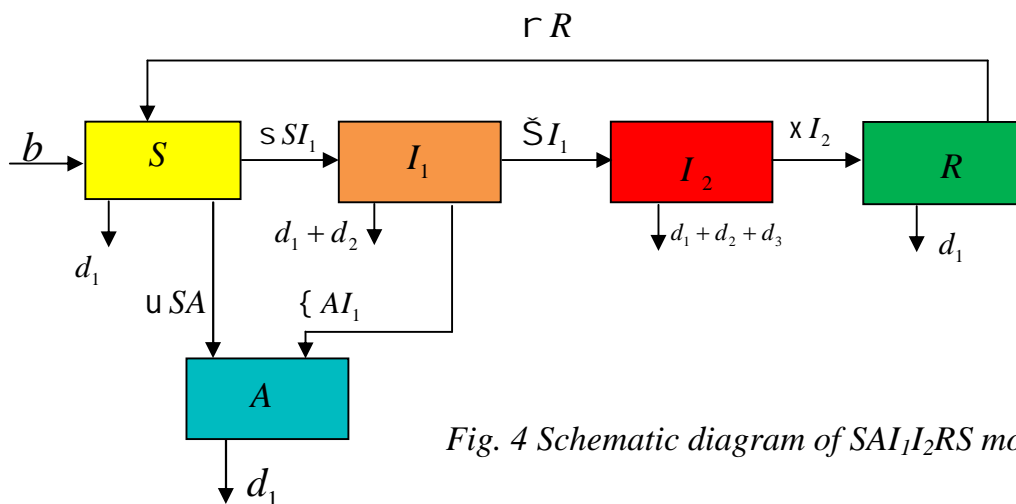 r R
b
S
s SI₁
I₁
ŠI₁
I₂
x I₂
R
d₁
d₁ + d₂
d₁ + d₂ + d₃
d₁
u SA
{ AI₁
A
d₁
Fig. 4 Schematic diagram of SAI₁I₂RS mo